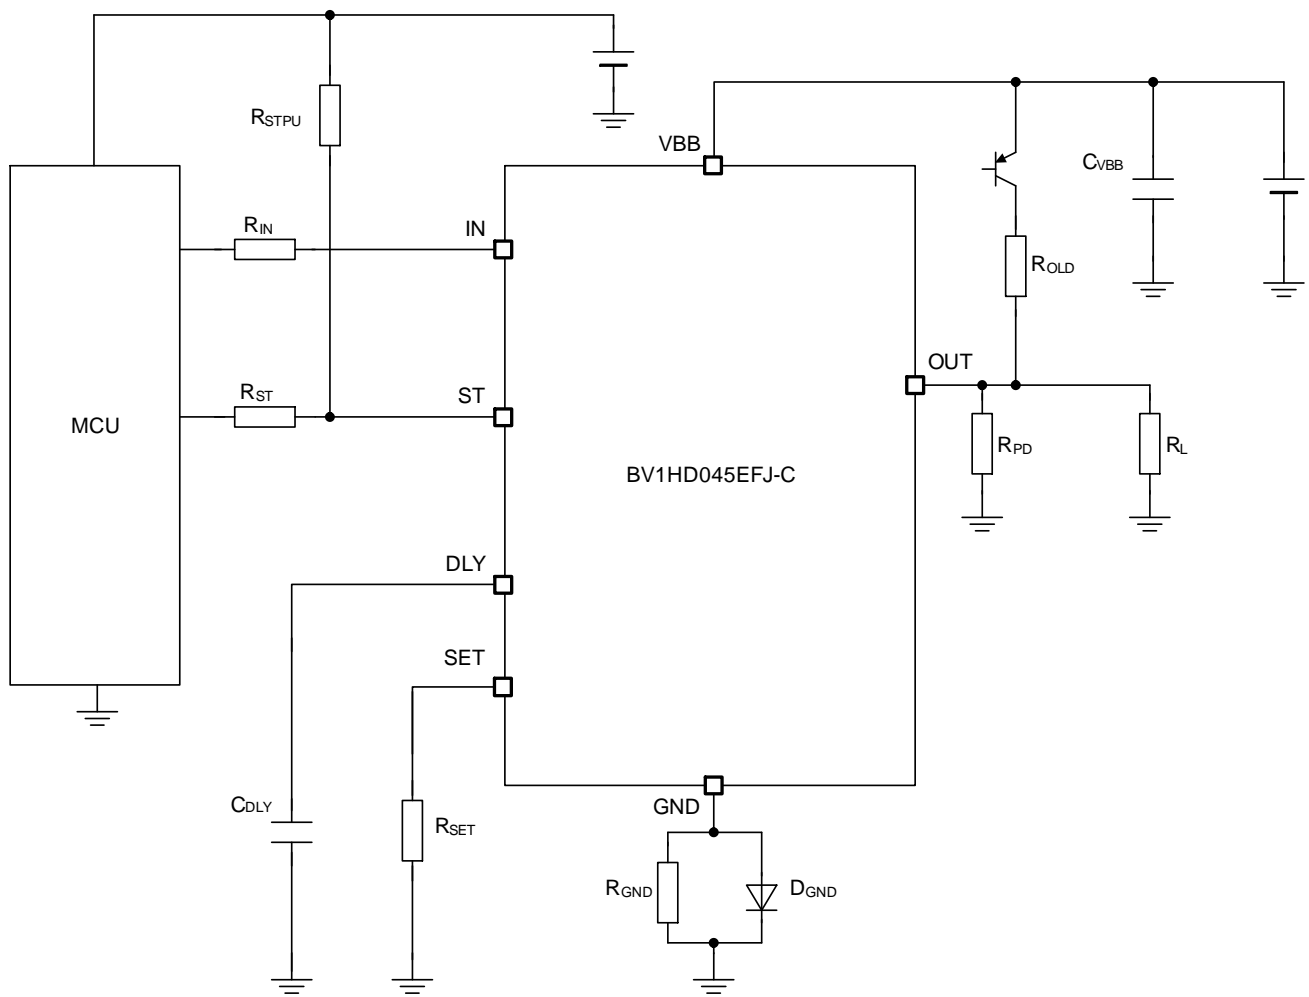 RSTPU
VBB
CVBB
RIN
IN
ROLD
OUT
RST
ST
MCU
RPD
RL
BV1HD045EFJ-C
DLY
SET
CDLY
GND
RSET
RGND
DGND